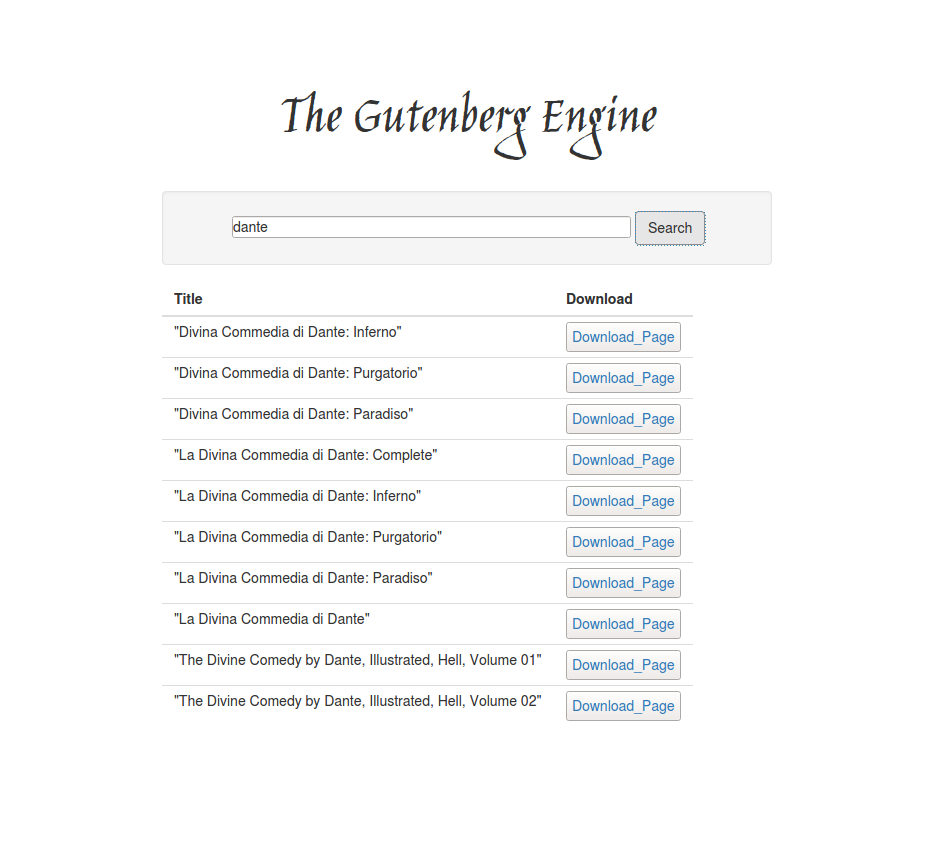 The Gutenberg Engine
dante Search
Title Download
"Divina Commedia di Dante: Inferno" Download_Page
"Divina Commedia di Dante: Purgatorio" Download_Page
"Divina Commedia di Dante: Paradiso" Download_Page
"La Divina Commedia di Dante: Complete" Download_Page
"La Divina Commedia di Dante: Inferno" Download_Page
"La Divina Commedia di Dante: Purgatorio" Download_Page
"La Divina Commedia di Dante: Paradiso" Download_Page
"La Divina Commedia di Dante" Download_Page
"The Divine Comedy by Dante, Illustrated, Hell, Volume 01" Download_Page
"The Divine Comedy by Dante, Illustrated, Hell, Volume 02" Download_Page